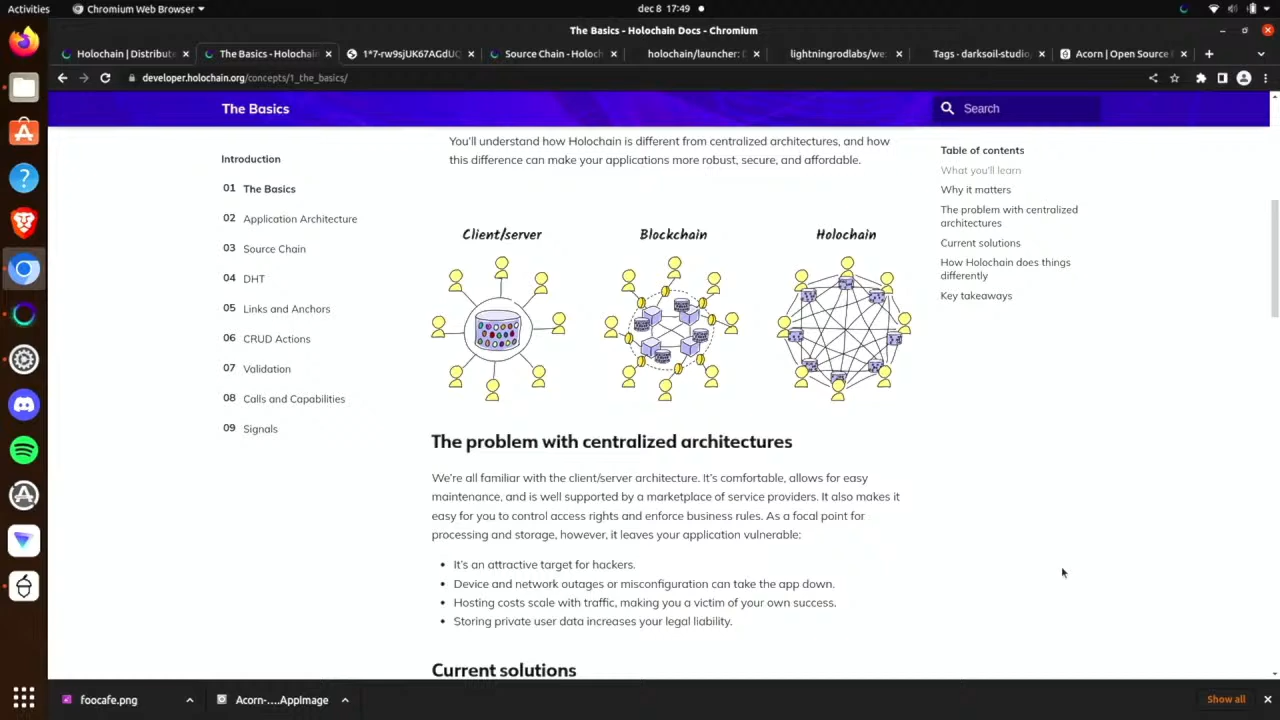 Activities
Chromium Web Browser
dec 8 17:49
The Basics - Holochain Docs - Chromium
Holochain | Distribut
The Basics - Holochain
1*7-rw9sjUK67AGdUC
Source Chain - Holoch
holochain/launcher:
lightningrodlabs/we:
Tags · darksoil-studio,
Acorn | Open Source
developer.holochain.org/concepts/1_the_basics/
The Basics
Search
You'll understand how Holochain is different from centralized architectures, and how
this difference can make your applications more robust, secure, and affordable.
Introduction
01 The Basics
02 Application Architecture
03 Source Chain
04 DHT
05 Links and Anchors
06 CRUD Actions
07 Validation
08 Calls and Capabilities
09 Signals
Client/server
Blockchain
Holochain
The problem with centralized architectures
We're all familiar with the client/server architecture. It's comfortable, allows for easy
maintenance, and is well supported by a marketplace of service providers. It also makes it
easy for you to control access rights and enforce business rules. As a focal point for
processing and storage, however, it leaves your application vulnerable:
• It's an attractive target for hackers.
• Device and network outages or misconfiguration can take the app down.
• Hosting costs scale with traffic, making you a victim of your own success.
• Storing private user data increases your legal liability.
Current solutions
Table of contents
What you'll learn
Why it matters
The problem with centralized
architectures
Current solutions
How Holochain does things
differently
Key takeaways
foocafe.png
Acorn-....AppImage
Show all